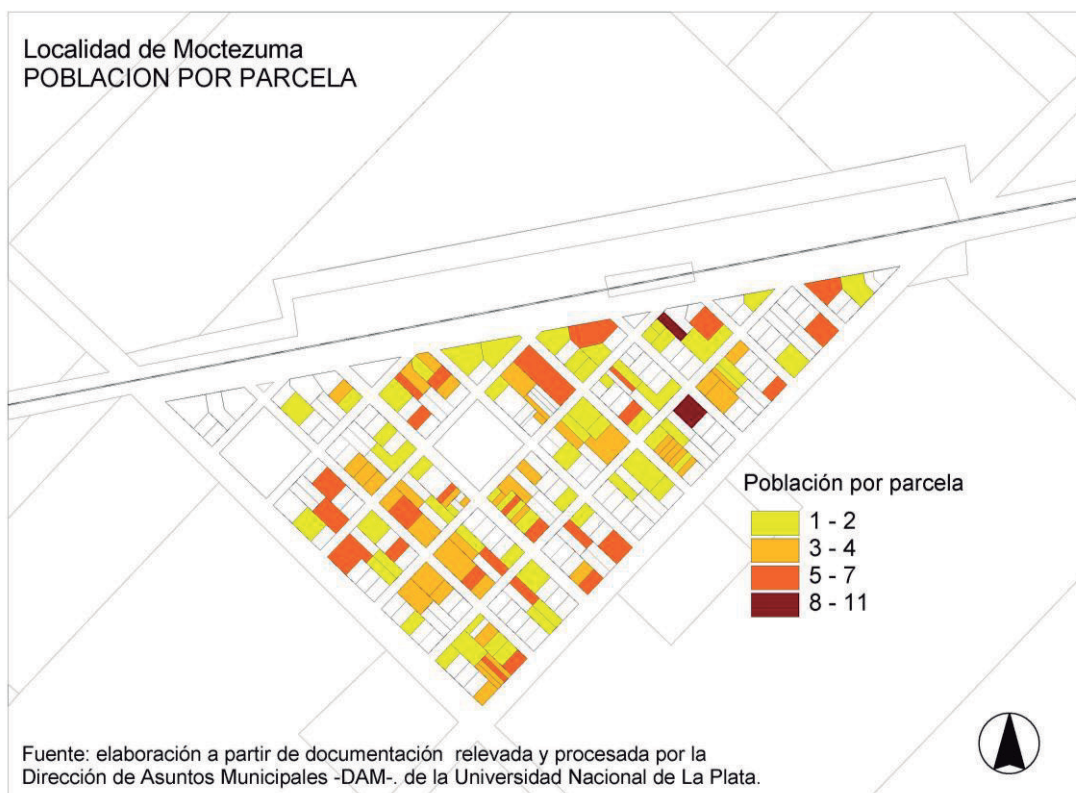 Localidad de Moctezuma
POBLACION POR PARCELA
Población por parcela
1 - 2
3 - 4
5 - 7
8 - 11
Fuente: elaboración a partir de documentación relevada y procesada por la
Dirección de Asuntos Municipales -DAM-. de la Universidad Nacional de La Plata.